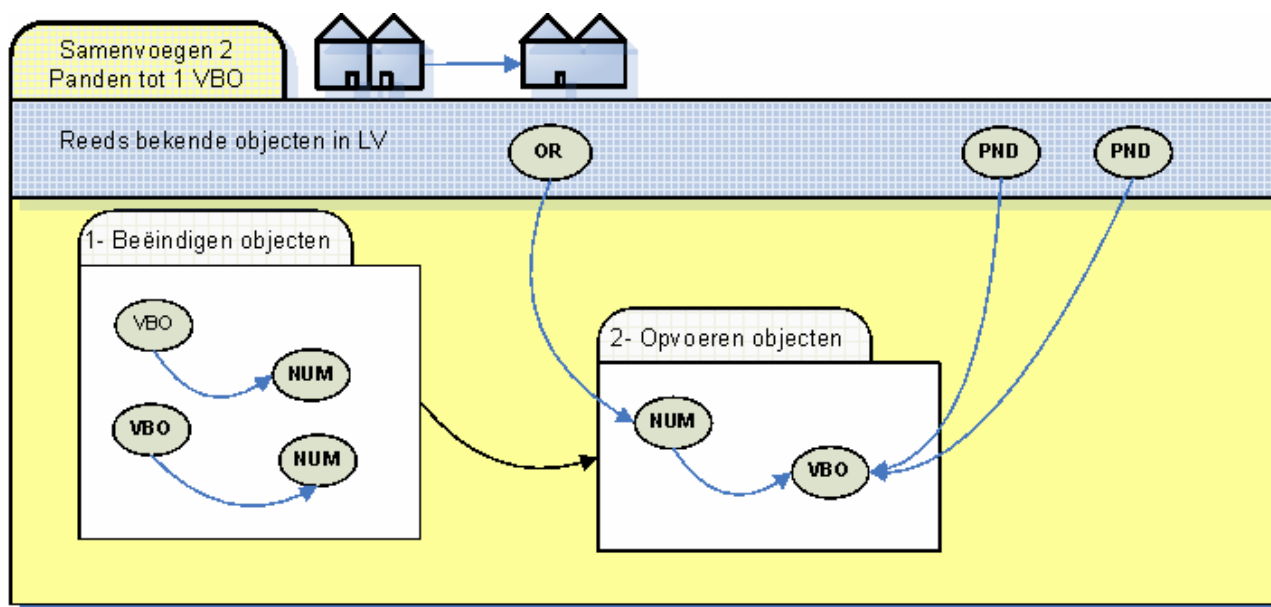 Samenvoegen 2
Panden tot 1 VBO
Reeds bekende objecten in LV
OR
PND
PND
1- Beëindigen objecten
VBO
NUM
VBO
NUM
2- Opvoeren objecten
NUM
VBO